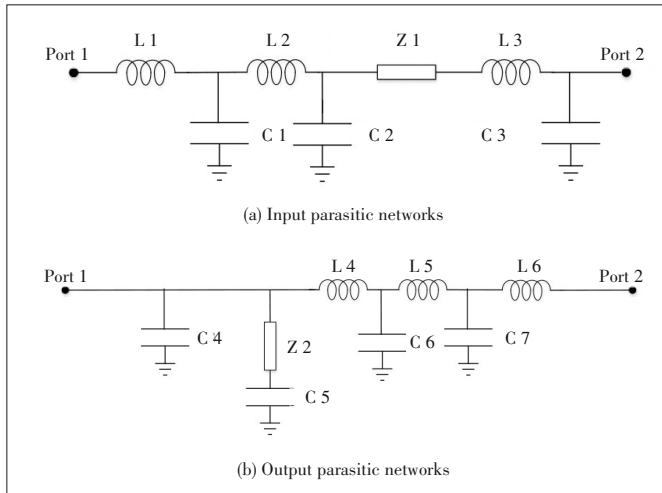 L 1
L 2
Z 1
L 3
Port 1
Port 2
C 1
C 2
C 3
(a) Input parasitic networks
Port 1
L 4
L 5
L 6
Port 2
C 4
Z 2
C 6
C 7
C 5
(b) Output parasitic networks